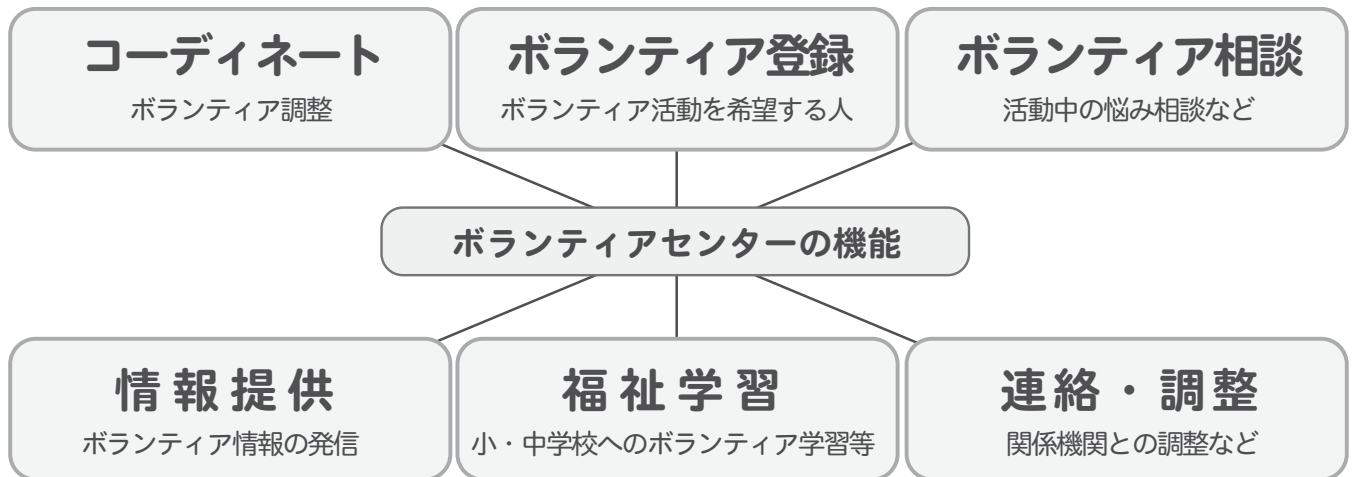 コーディネート
ボランティア調整
ボランティア登録
ボランティア活動を希望する人
ボランティア相談
活動中の悩み相談など
ボランティアセンターの機能
情報提供
ボランティア情報の発信
福祉学習
小・中学校へのボランティア学習等
連絡・調整
関係機関との調整など